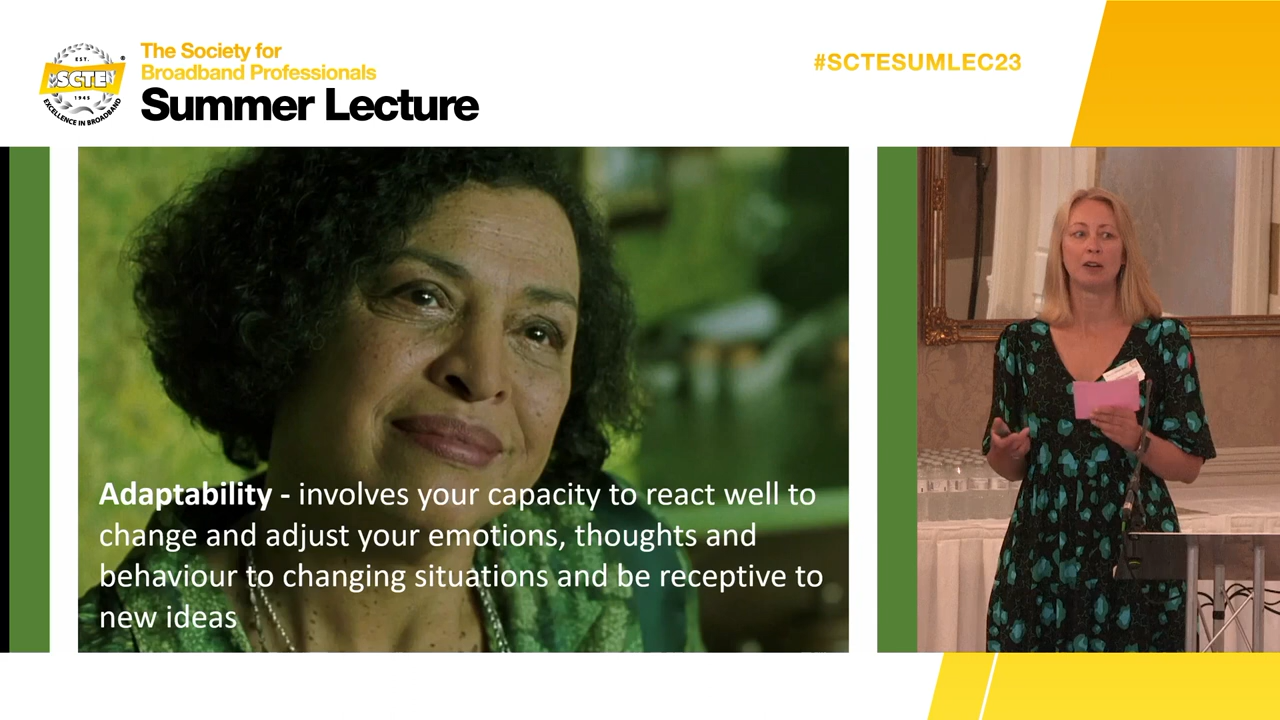 EST.
SCTE
1945
EXCELLENCE IN BROADBAND
®
The Society for
Broadband Professionals
Summer Lecture
#SCTESUMLEC23
Adaptability - involves your capacity to react well to
change and adjust your emotions, thoughts and
behaviour to changing situations and be receptive to
new ideas